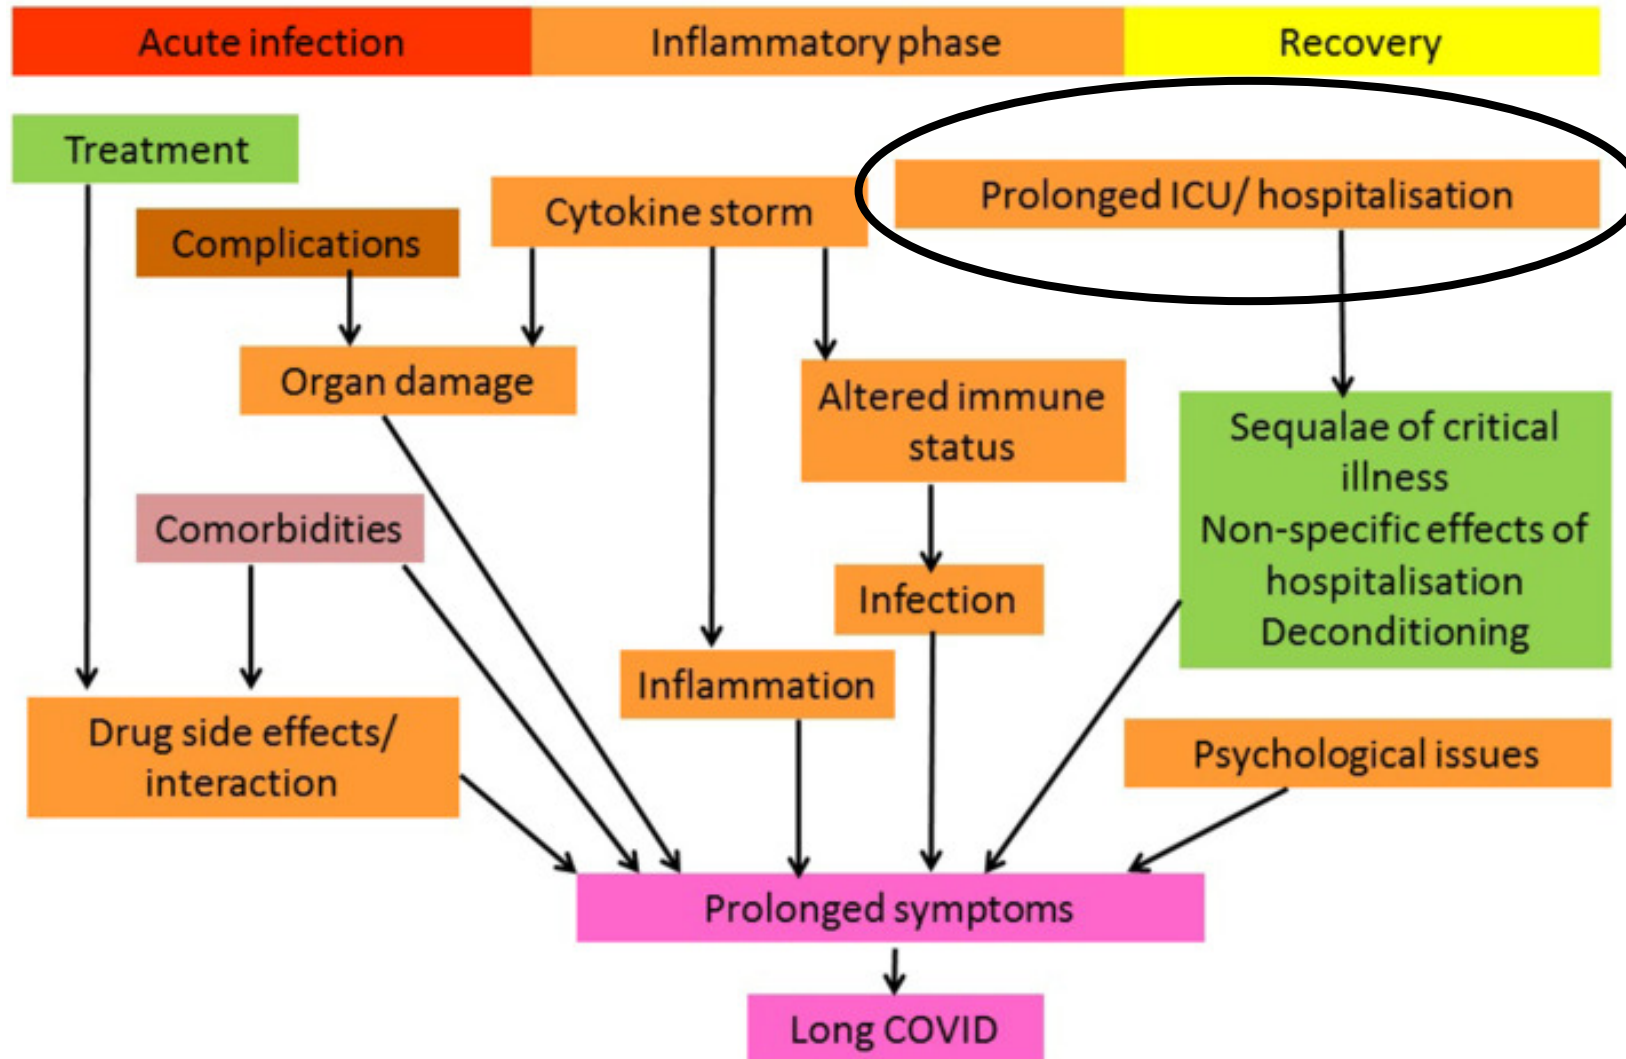 Acute infection
Inflammatory phase
Recovery
Treatment
Complications
Cytokine storm
Prolonged ICU/ hospitalisation
Organ damage
Altered immune
status
Sequalae of critical
illness
Non-specific effects of
hospitalisation
Deconditioning
Comorbidities
Infection
Inflammation
Drug side effects/
interaction
Psychological issues
Prolonged symptoms
Long COVID